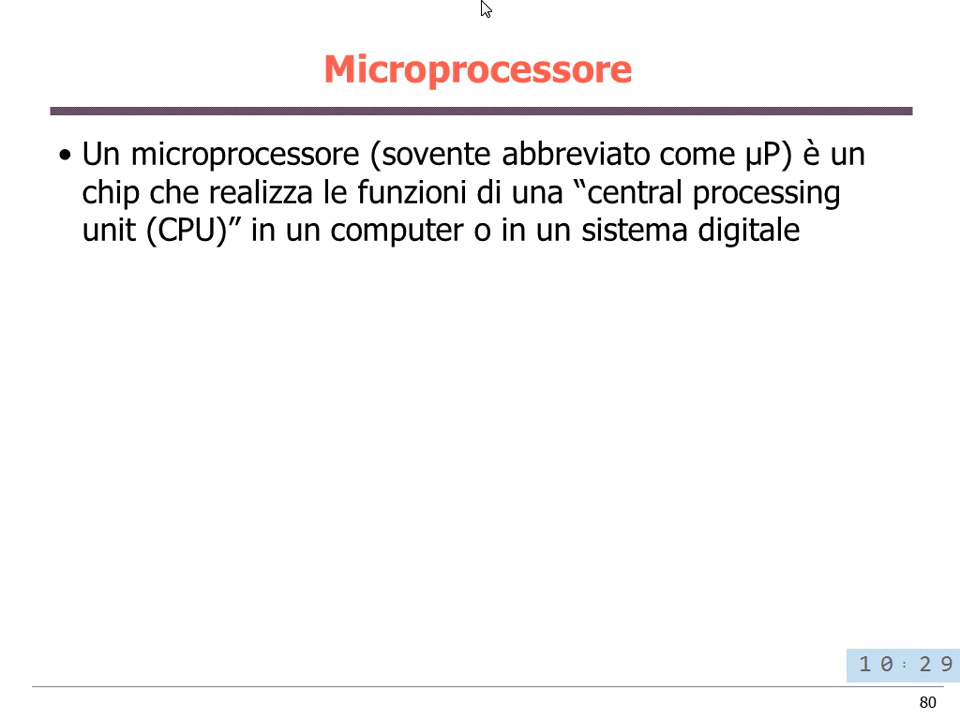 Microprocessore
• Un microprocessore (sovente abbreviato come µP) è un
chip che realizza le funzioni di una “central processing
unit (CPU)” in un computer o in un sistema digitale
10:29
80